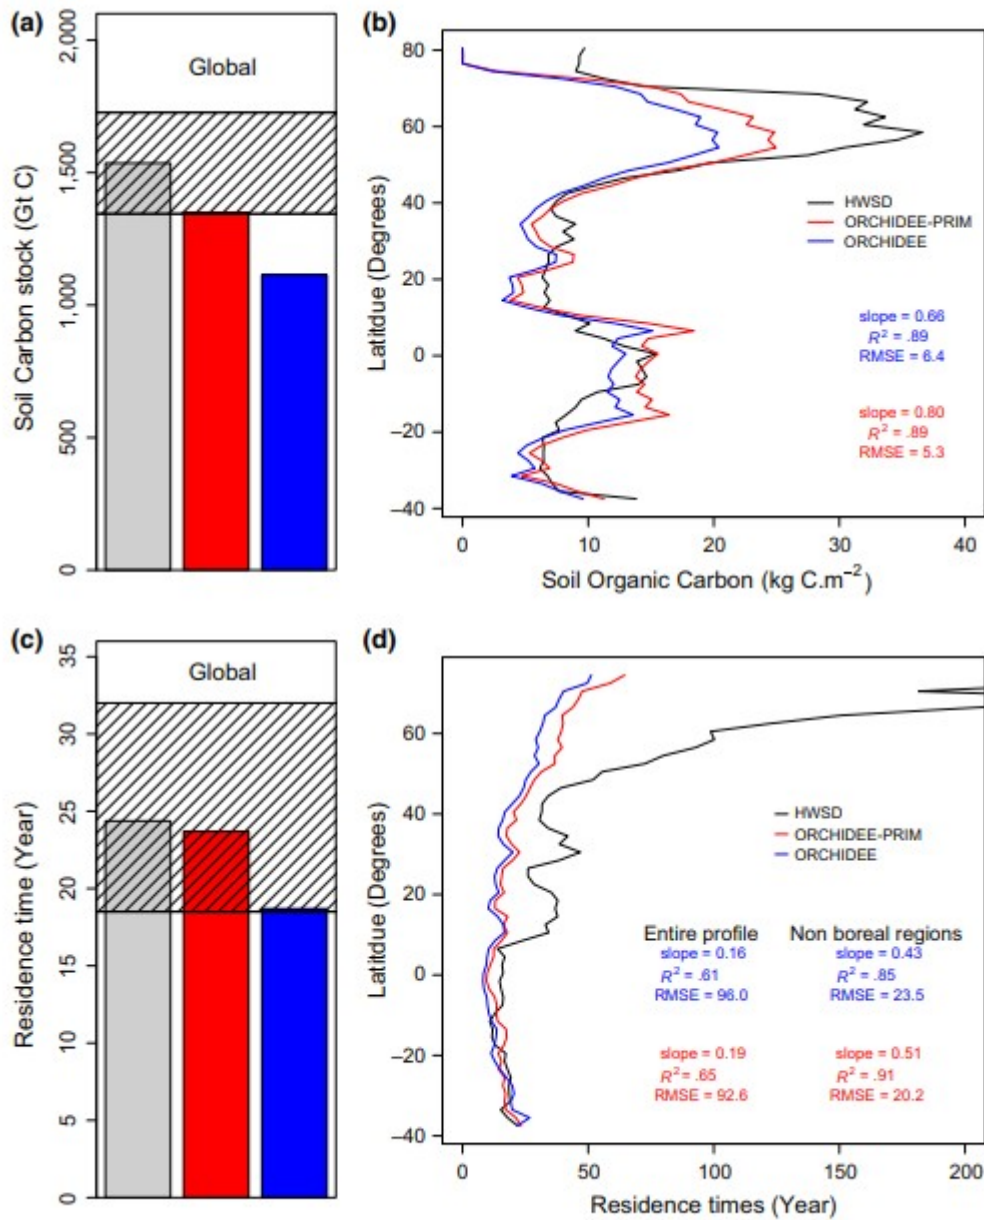 (a)
Global
Soil Carbon stock (Gt C)
2,000
1,500
1,000
500
0
(b)
Latitdue (Degrees)
80
60
40
20
0
−20
−40
HWSD
ORCHIDEE-PRIM
ORCHIDEE
slope = 0.66
R² = .89
RMSE = 6.4
slope = 0.80
R² = .89
RMSE = 5.3
0 10 20 30 40
Soil Organic Carbon (kg C.m⁻²)
(c)
Global
Residence time (Year)
35
30
25
20
15
10
5
0
(d)
Latitdue (Degrees)
60
40
20
0
−20
−40
HWSD
ORCHIDEE-PRIM
ORCHIDEE
Entire profile Non boreal regions
slope = 0.16 slope = 0.43
R² = .61 R² = .85
RMSE = 96.0 RMSE = 23.5
slope = 0.19 slope = 0.51
R² = .65 R² = .91
RMSE = 92.6 RMSE = 20.2
0 50 100 150 200
Residence times (Year)